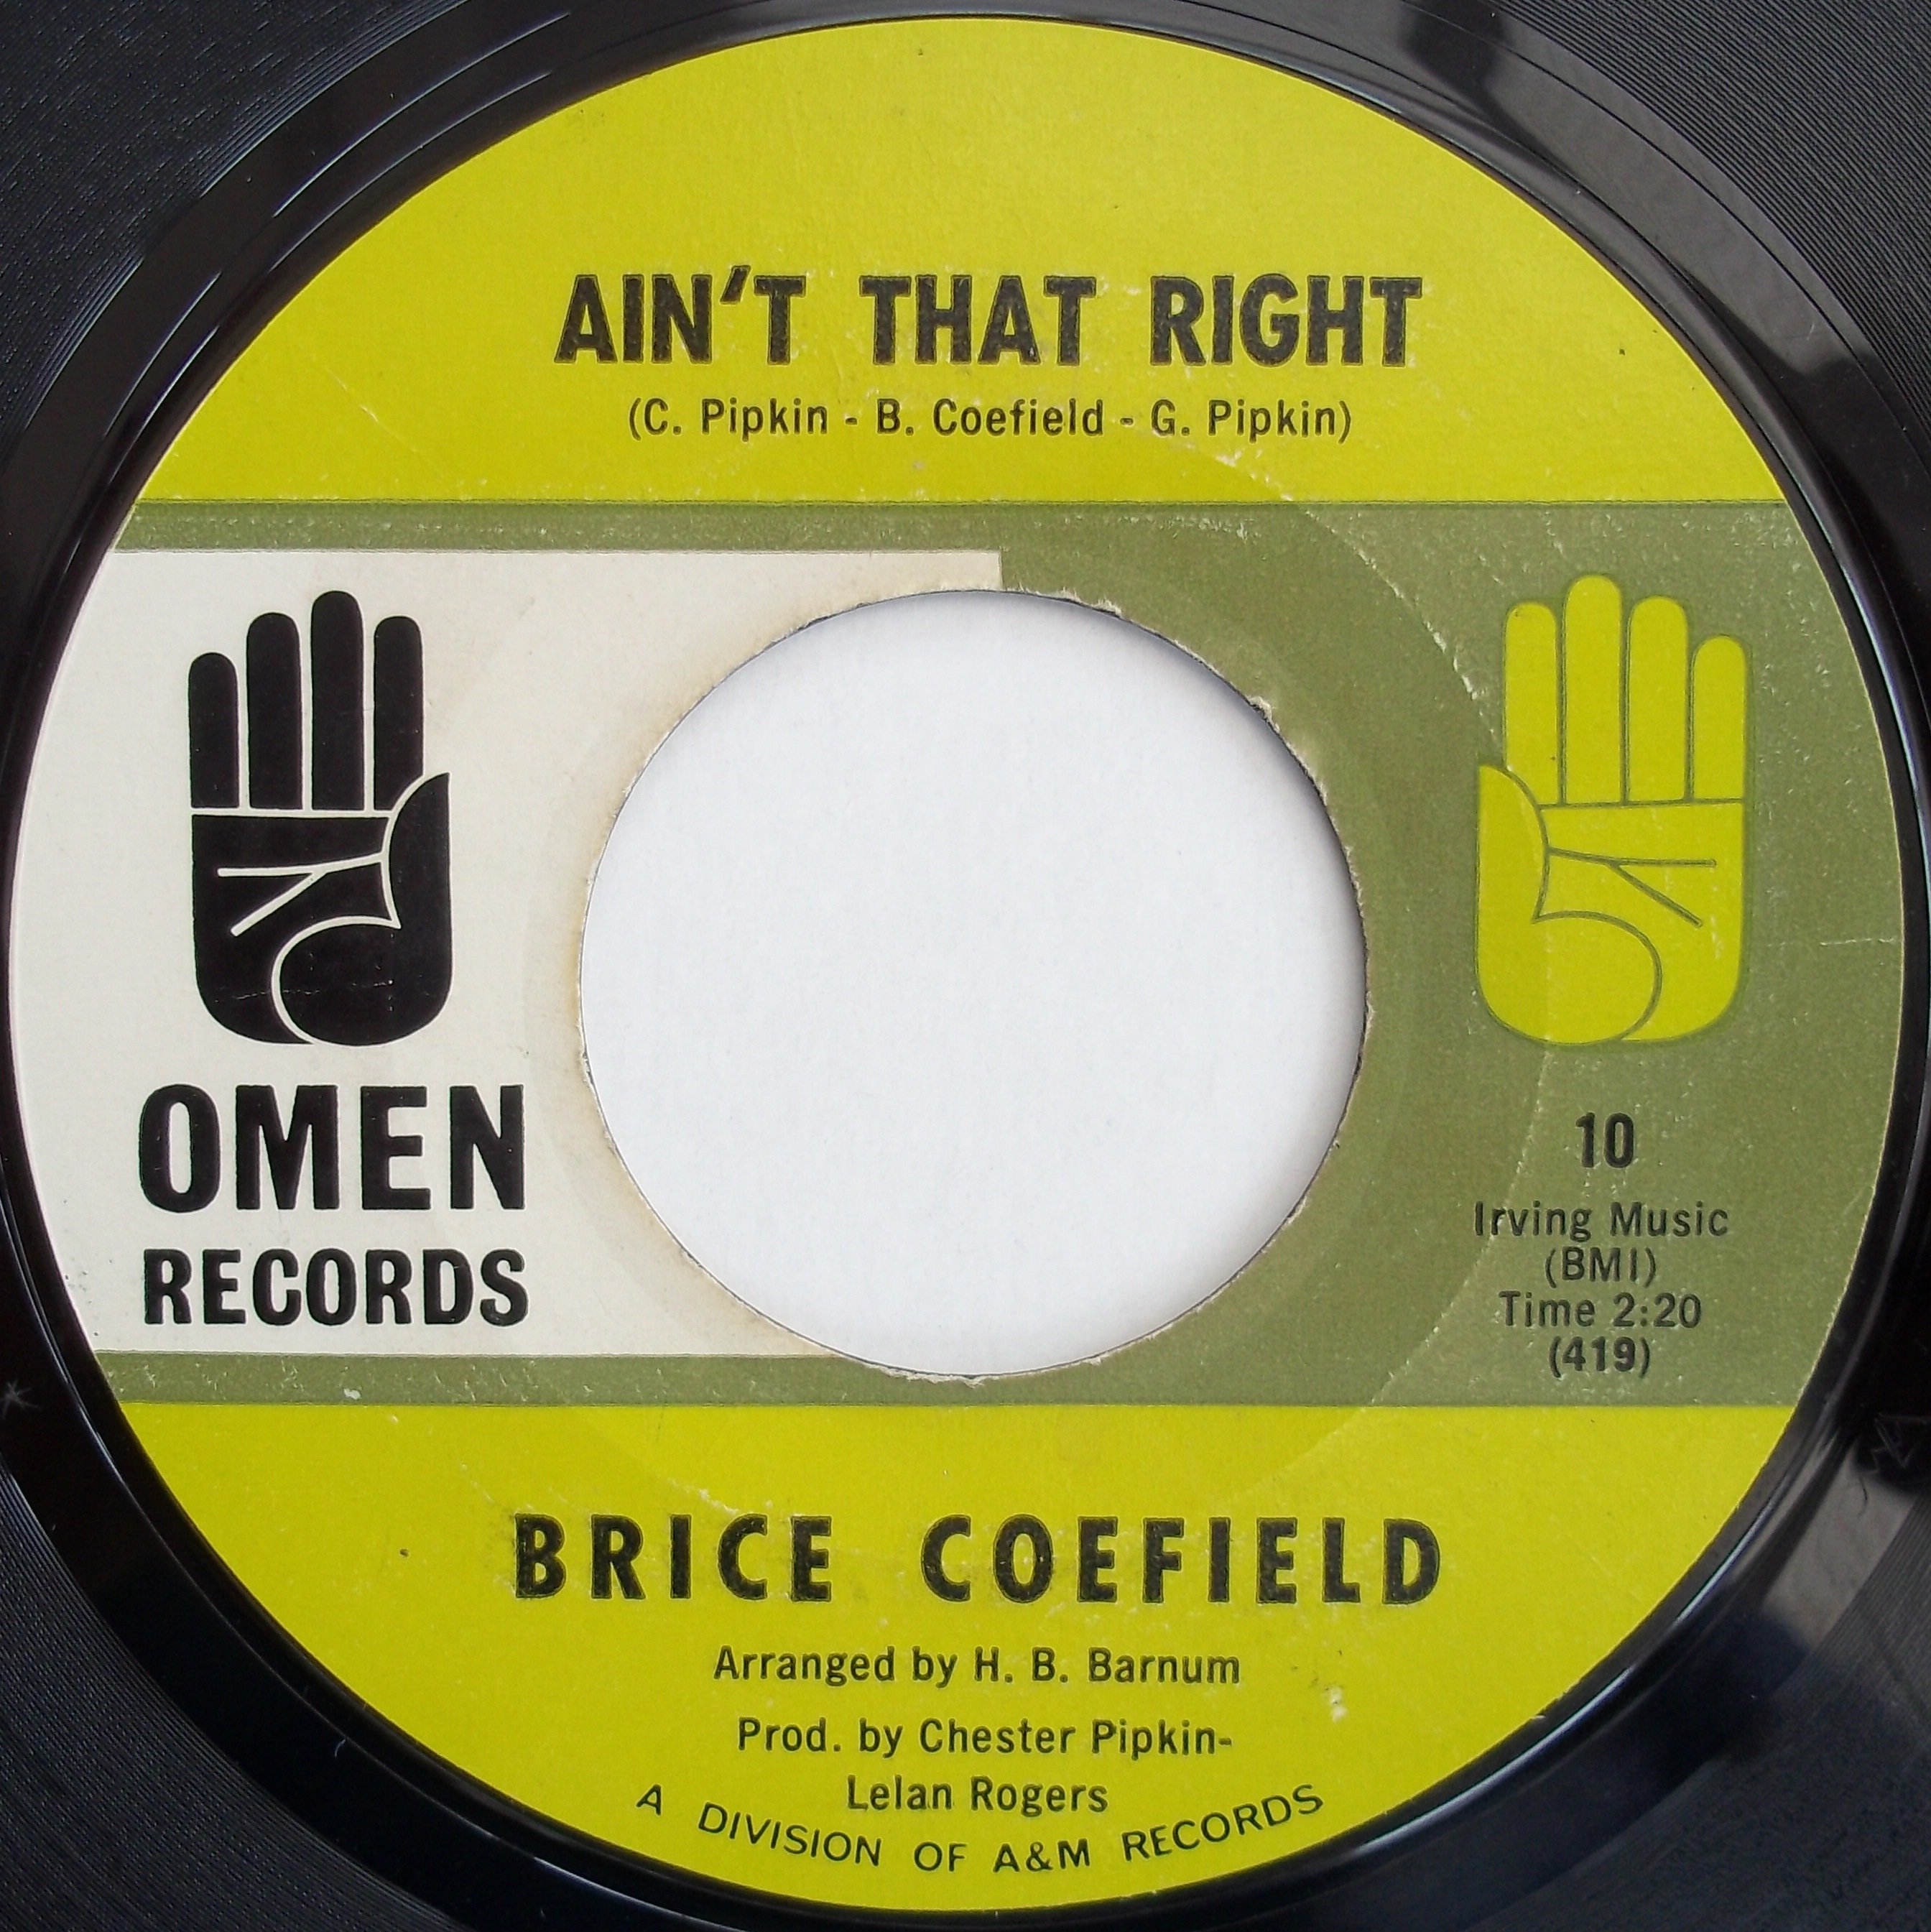 AIN'T THAT RIGHT
(C. Pipkin - B. Coefield - G. Pipkin)
OMEN
RECORDS
10
Irving Music
(BMI)
Time 2:20
(419)
BRICE COEFIELD
Arranged by H. B. Barnum
Prod. by Chester Pipkin-
Lelan Rogers
A DIVISION OF A&M RECORDS